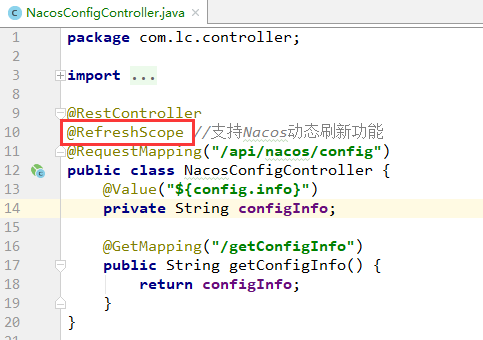 NacosConfigController.java ×
1 package com.lc.controller;
2
3 import ...
8
9 @RestController
10 @RefreshScope //支持Nacos动态刷新功能
11 @RequestMapping("/api/nacos/config")
12 public class NacosConfigController {
13 @Value("${config.info}")
14 private String configInfo;
15
16 @GetMapping("/getConfigInfo")
17 public String getConfigInfo() {
18 return configInfo;
19 }
20 }